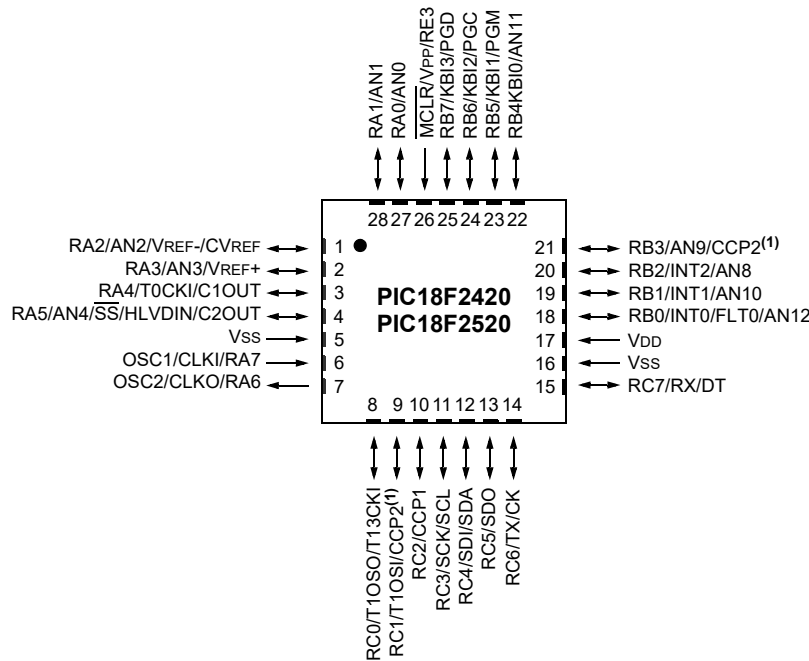 RA1/AN1
RA0/AN0
MCLR/VPP/RE3
RB7/KBI3/PGD
RB6/KBI2/PGC
RB5/KBI1/PGM
RB4KBI0/AN11
28 27 26 25 24 23 22
RA2/AN2/VREF-/CVREF
RA3/AN3/VREF+
RA4/T0CKI/C1OUT
RA5/AN4/SS/HLVDIN/C2OUT
VSS
OSC1/CLKI/RA7
OSC2/CLKO/RA6
1
2
3
4
5
6
7
PIC18F2420
PIC18F2520
21
20
19
18
17
16
15
RB3/AN9/CCP2(1)
RB2/INT2/AN8
RB1/INT1/AN10
RB0/INT0/FLT0/AN12
VDD
VSS
RC7/RX/DT
8 9 10 11 12 13 14
RC0/T1OSO/T13CKI
RC1/T1OSI/CCP2(1)
RC2/CCP1
RC3/SCK/SCL
RC4/SDI/SDA
RC5/SDO
RC6/TX/CK